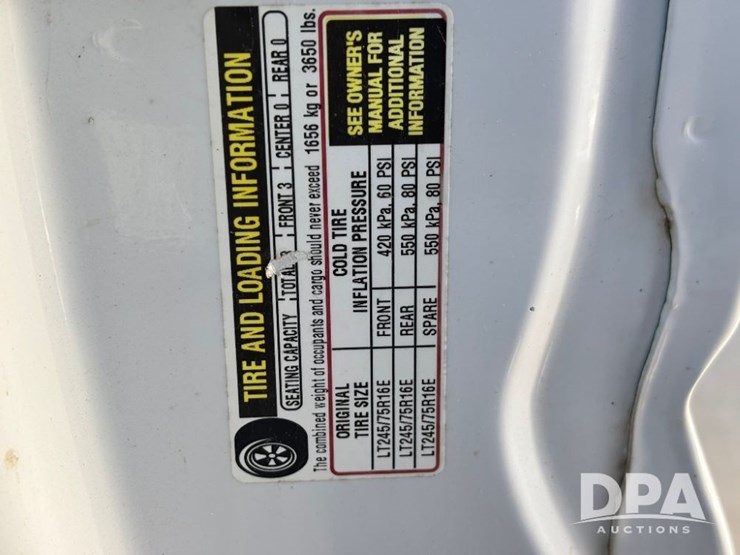 TIRE AND LOADING INFORMATION
SEATING CAPACITY TOTAL 3 FRONT 3 CENTER 0 REAR 0
The combined weight of occupants and cargo should never exceed 1656 kg or 3650 lbs.
ORIGINAL TIRE SIZE COLD TIRE INFLATION PRESSURE
LT245/75R16E FRONT 420 kPa, 60 PSI
LT245/75R16E REAR 550 kPa, 80 PSI
LT245/75R16E SPARE 550 kPa, 80 PSI
SEE OWNER'S
MANUAL FOR
ADDITIONAL
INFORMATION
DPA
AUCTIONS